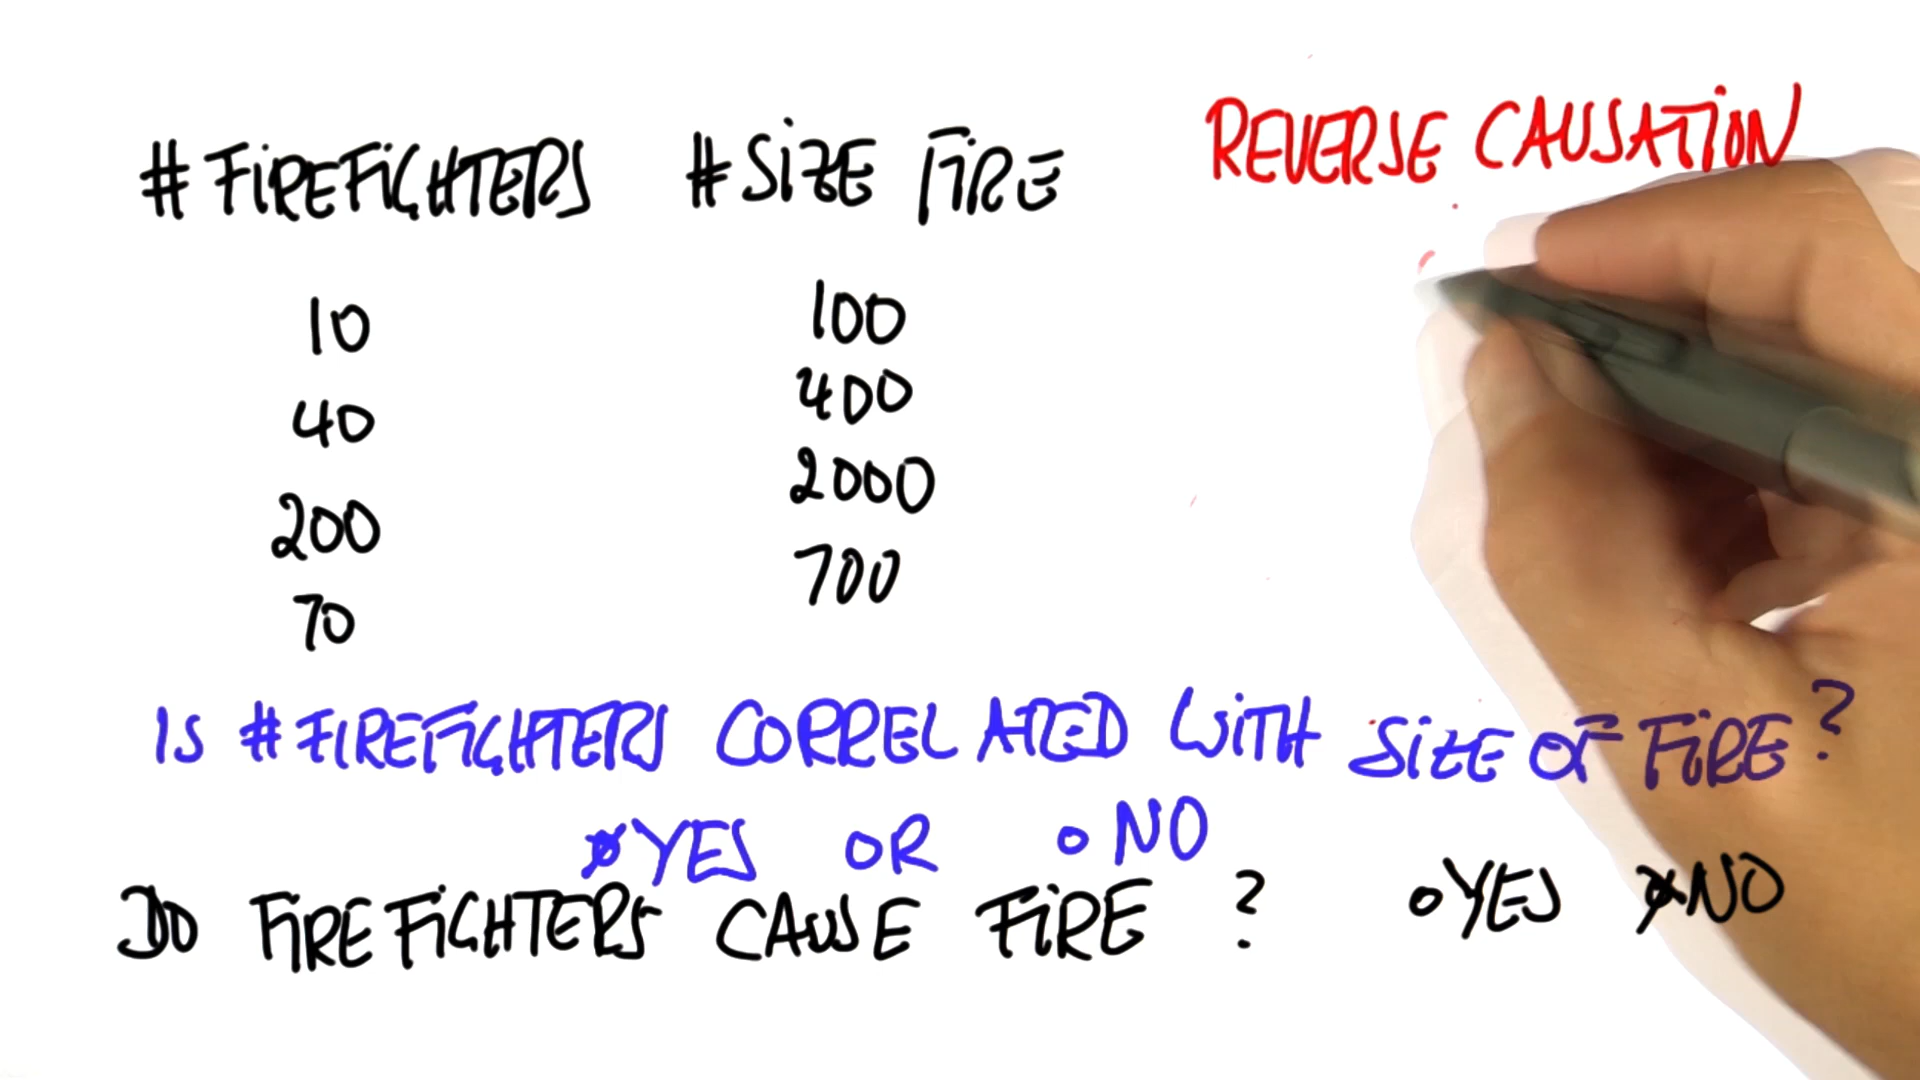 # FIREFIGHTERS # SIZE FIRE REVERSE CAUSATION
10 100
40 400
200 2000
70 700
IS # FIREFIGHTERS CORRELATED WITH SIZE OF FIRE?
YES OR NO
DO FIREFIGHTERS CAUSE FIRE? YES NO